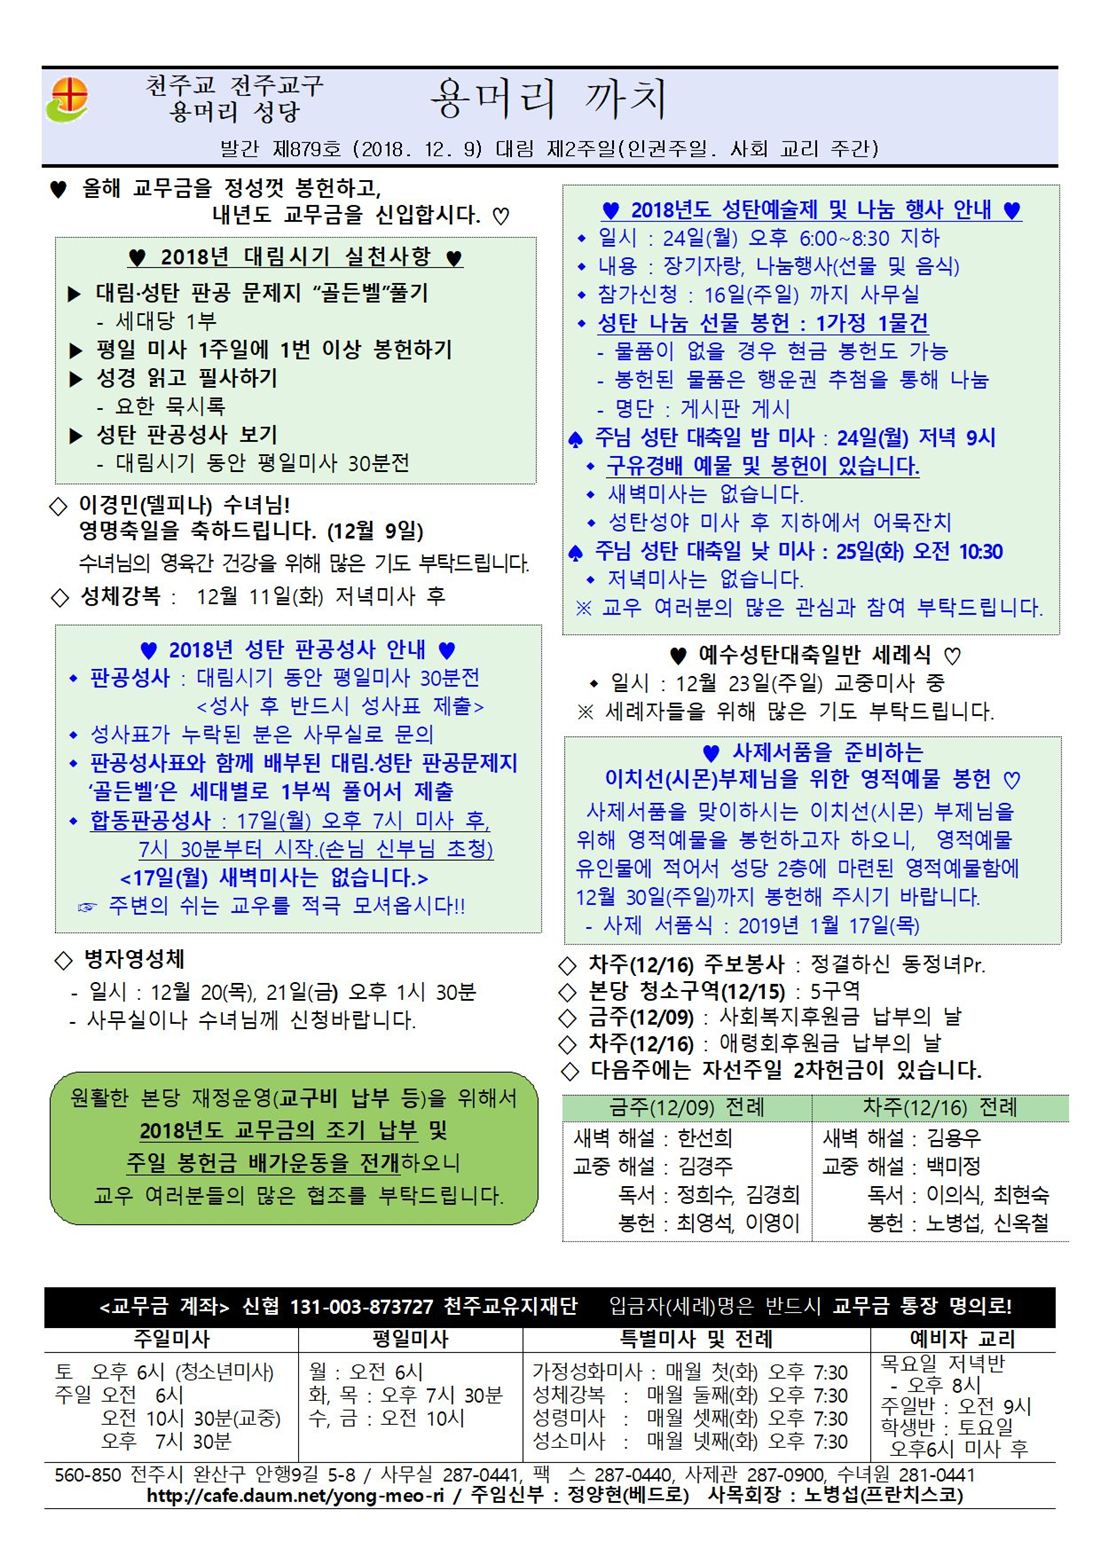 천주교 전주교구
용머리 성당
용머리 까치
발간 제879호 (2018. 12. 9) 대림 제2주일(인권주일. 사회 교리 주간)
♥ 올해 교무금을 정성껏 봉헌하고,
내년도 교무금을 신입합시다. ♡
♥ 2018년 대림시기 실천사항 ♥
▶ 대림·성탄 판공 문제지 “골든벨”풀기
- 세대당 1부
▶ 평일 미사 1주일에 1번 이상 봉헌하기
▶ 성경 읽고 필사하기
- 요한 묵시록
▶ 성탄 판공성사 보기
- 대림시기 동안 평일미사 30분전
◇ 이경민(델피나) 수녀님!
영명축일을 축하드립니다. (12월 9일)
수녀님의 영육간 건강을 위해 많은 기도 부탁드립니다.
◇ 성체강복 : 12월 11일(화) 저녁미사 후
♥ 2018년 성탄 판공성사 안내 ♥
◆ 판공성사 : 대림시기 동안 평일미사 30분전
<성사 후 반드시 성사표 제출>
◆ 성사표가 누락된 분은 사무실로 문의
◆ 판공성사표와 함께 배부된 대림.성탄 판공문제지
‘골든벨’은 세대별로 1부씩 풀어서 제출
◆ 합동판공성사 : 17일(월) 오후 7시 미사 후,
7시 30분부터 시작.(손님 신부님 초청)
<17일(월) 새벽미사는 없습니다.>
☞ 주변의 쉬는 교우를 적극 모셔옵시다!!
◇ 병자영성체
- 일시 : 12월 20(목), 21일(금) 오후 1시 30분
- 사무실이나 수녀님께 신청바랍니다.
원활한 본당 재정운영(교구비 납부 등)을 위해서
2018년도 교무금의 조기 납부 및
주일 봉헌금 배가운동을 전개하오니
교우 여러분들의 많은 협조를 부탁드립니다.
♥ 2018년도 성탄예술제 및 나눔 행사 안내 ♥
◆ 일시 : 24일(월) 오후 6:00~8:30 지하
◆ 내용 : 장기자랑, 나눔행사(선물 및 음식)
◆ 참가신청 : 16일(주일) 까지 사무실
◆ 성탄 나눔 선물 봉헌 : 1가정 1물건
- 물품이 없을 경우 현금 봉헌도 가능
- 봉헌된 물품은 행운권 추첨을 통해 나눔
- 명단 : 게시판 게시
♠ 주님 성탄 대축일 밤 미사 : 24일(월) 저녁 9시
◆ 구유경배 예물 및 봉헌이 있습니다.
◆ 새벽미사는 없습니다.
◆ 성탄성야 미사 후 지하에서 어묵잔치
♠ 주님 성탄 대축일 낮 미사 : 25일(화) 오전 10:30
◆ 저녁미사는 없습니다.
※ 교우 여러분의 많은 관심과 참여 부탁드립니다.
♥ 예수성탄대축일반 세례식 ♡
◆ 일시 : 12월 23일(주일) 교중미사 중
※ 세례자들을 위해 많은 기도 부탁드립니다.
♥ 사제서품을 준비하는
이치선(시몬)부제님을 위한 영적예물 봉헌 ♡
사제서품을 맞이하시는 이치선(시몬) 부제님을
위해 영적예물을 봉헌하고자 하오니, 영적예물
유인물에 적어서 성당 2층에 마련된 영적예물함에
12월 30일(주일)까지 봉헌해 주시기 바랍니다.
- 사제 서품식 : 2019년 1월 17일(목)
◇ 차주(12/16) 주보봉사 : 정결하신 동정녀Pr.
◇ 본당 청소구역(12/15) : 5구역
◇ 금주(12/09) : 사회복지후원금 납부의 날
◇ 차주(12/16) : 애령회후원금 납부의 날
◇ 다음주에는 자선주일 2차헌금이 있습니다.
금주(12/09) 전례 차주(12/16) 전례
새벽 해설 : 한선희 새벽 해설 : 김용우
교중 해설 : 김경주 교중 해설 : 백미정
독서 : 정희수, 김경희 독서 : 이의식, 최현숙
봉헌 : 최영석, 이영이 봉헌 : 노병섭, 신옥철
<교무금 계좌> 신협 131-003-873727 천주교유지재단 입금자(세례)명은 반드시 교무금 통장 명의로!
주일미사 평일미사 특별미사 및 전례 예비자 교리
토 오후 6시 (청소년미사)
주일 오전 6시
오전 10시 30분(교중)
오후 7시 30분
월 : 오전 6시
화, 목 : 오후 7시 30분
수, 금 : 오전 10시
가정성화미사 : 매월 첫(화) 오후 7:30
성체강복 : 매월 둘째(화) 오후 7:30
성령미사 : 매월 셋째(화) 오후 7:30
성소미사 : 매월 넷째(화) 오후 7:30
목요일 저녁반
- 오후 8시
주일반 : 오전 9시
학생반 : 토요일
오후6시 미사 후
560-850 전주시 완산구 안행9길 5-8 / 사무실 287-0441, 팩 스 287-0440, 사제관 287-0900, 수녀원 281-0441
http://cafe.daum.net/yong-meo-ri / 주임신부 : 정양현(베드로) 사목회장 : 노병섭(프란치스코)